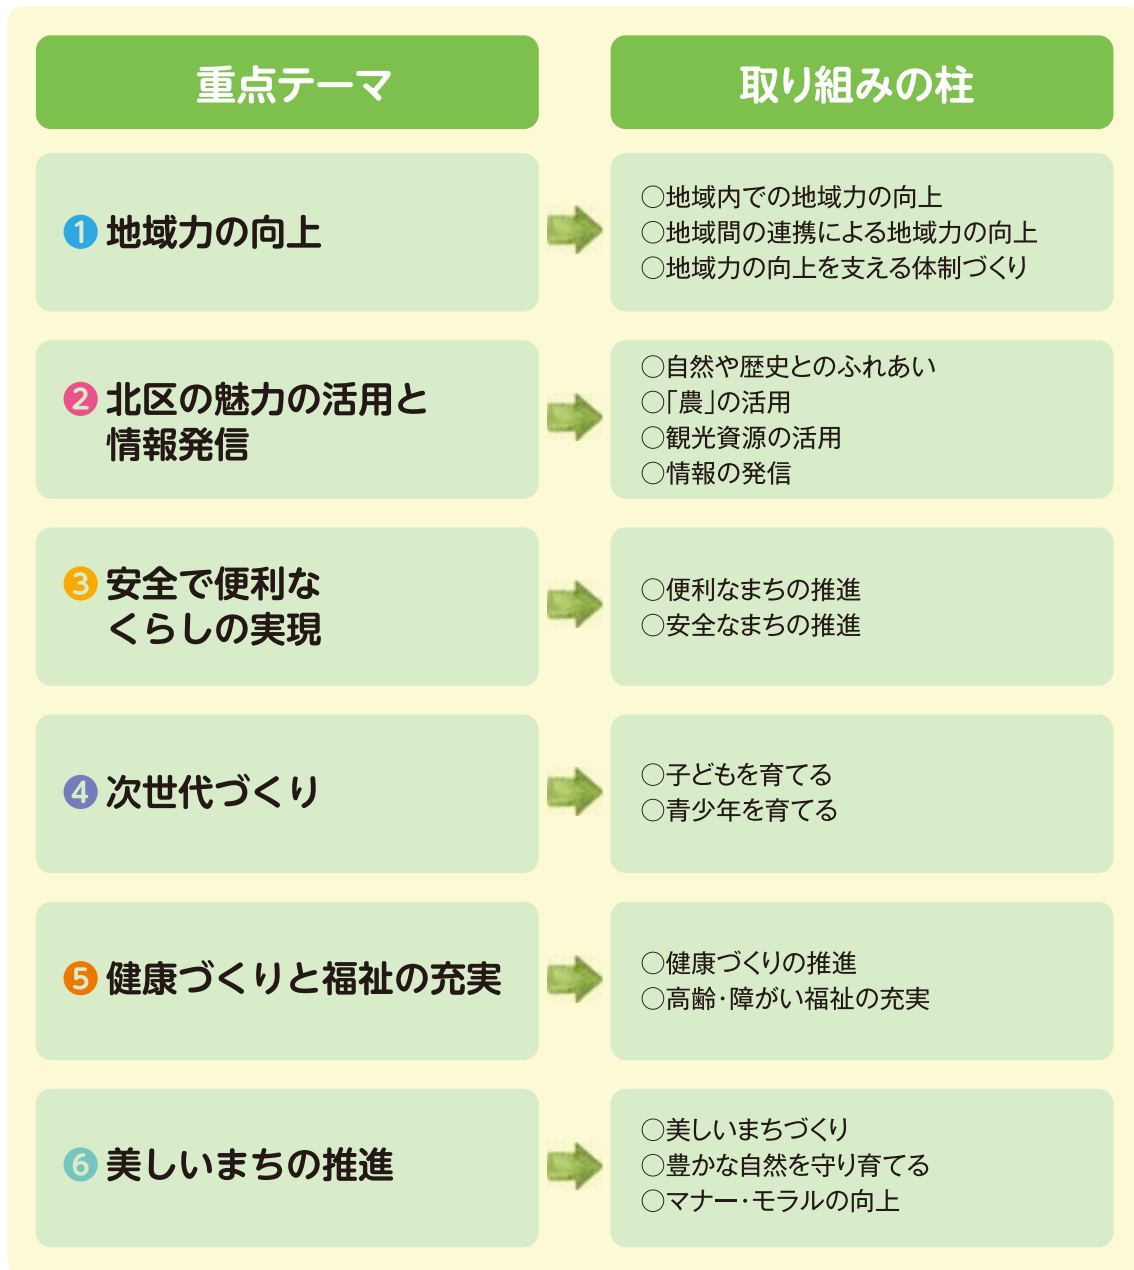 重点テーマ
取り組みの柱
❶地域力の向上
○地域内での地域力の向上
○地域間の連携による地域力の向上
○地域力の向上を支える体制づくり
❷北区の魅力の活用と
情報発信
○自然や歴史とのふれあい
○「農」の活用
○観光資源の活用
○情報の発信
❸安全で便利な
くらしの実現
○便利なまちの推進
○安全なまちの推進
❹次世代づくり
○子どもを育てる
○青少年を育てる
❺健康づくりと福祉の充実
○健康づくりの推進
○高齢・障がい福祉の充実
❻美しいまちの推進
○美しいまちづくり
○豊かな自然を守り育てる
○マナー・モラルの向上